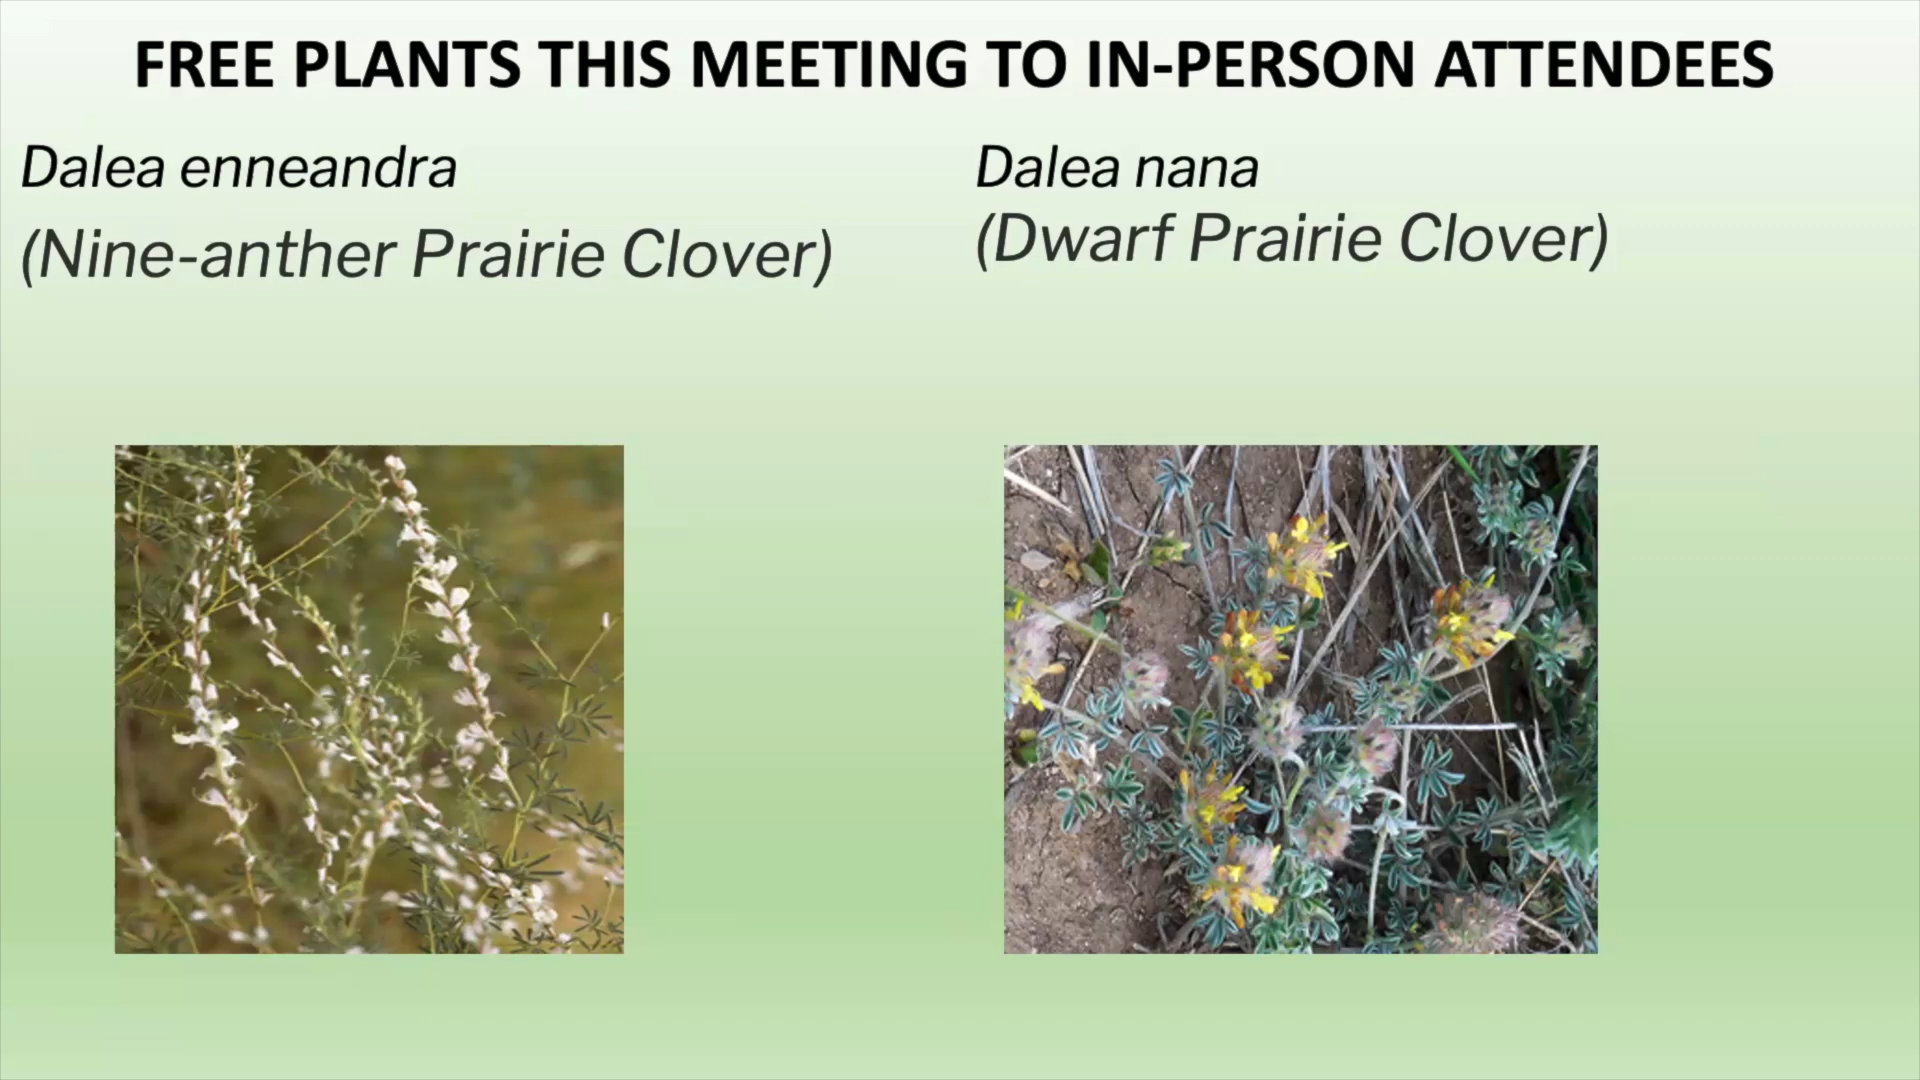 FREE PLANTS THIS MEETING TO IN-PERSON ATTENDEES
Dalea enneandra
(Nine-anther Prairie Clover)
Dalea nana
(Dwarf Prairie Clover)